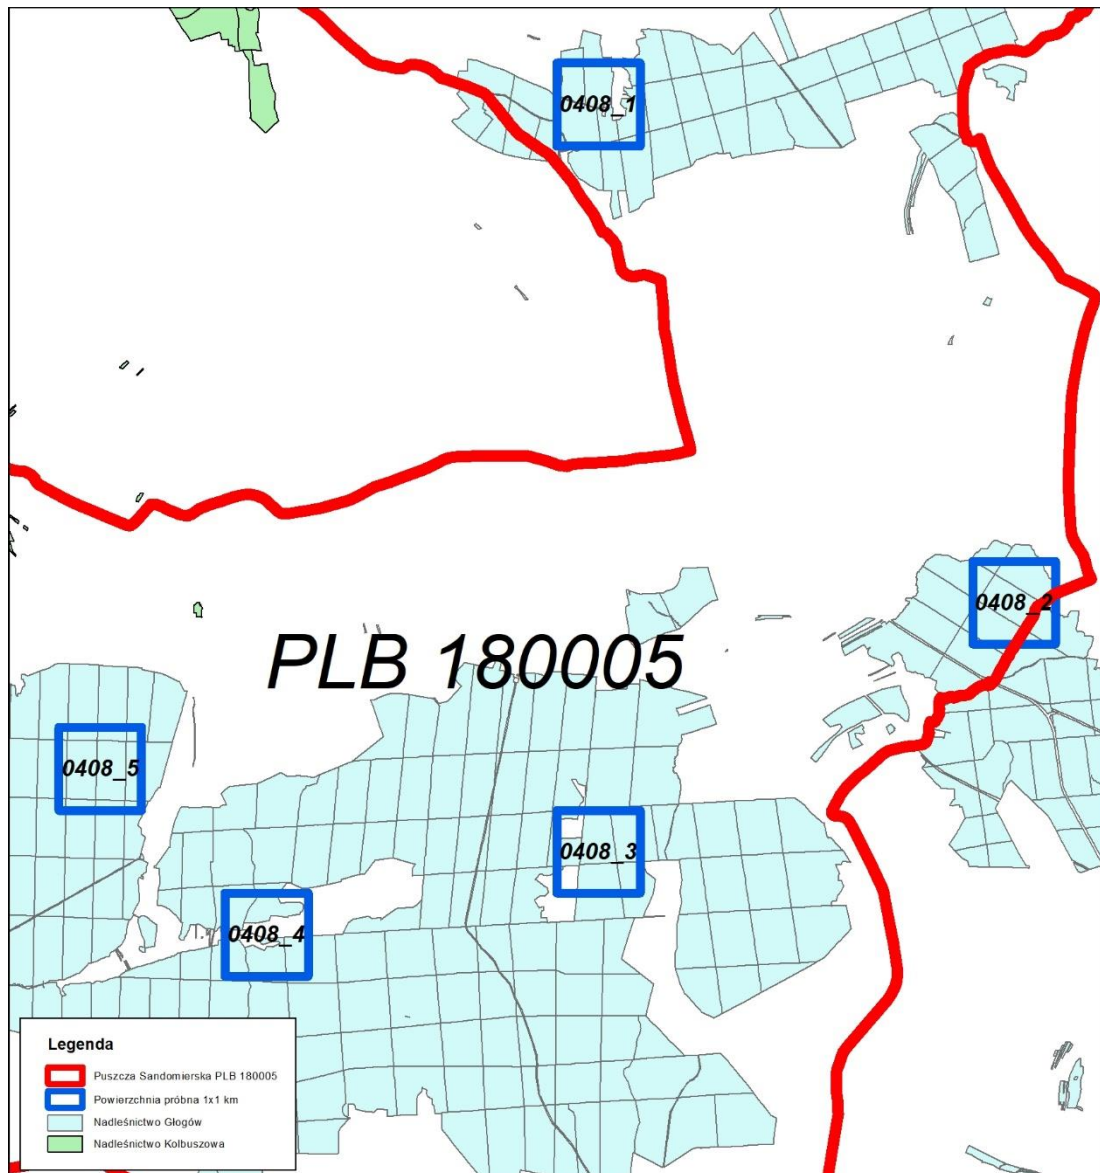 0408_1
0408_2
PLB 180005
0408_5
0408_3
0408_4
Legenda
Puszcza Sandomierska PLB 180005
Powierzchnia próbna 1x1 km
Nadleśnictwo Głogów
Nadleśnictwo Kolbuszowa